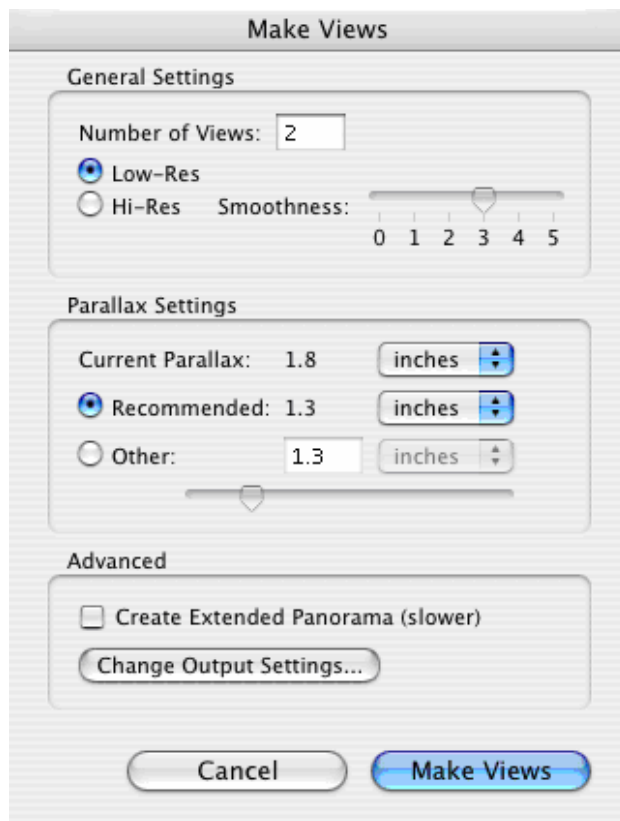 Make Views
General Settings
Number of Views: 2
Low-Res
Hi-Res Smoothness:
0 1 2 3 4 5
Parallax Settings
Current Parallax: 1.8 inches
Recommended: 1.3 inches
Other: 1.3 inches
Advanced
Create Extended Panorama (slower)
Change Output Settings...
Cancel Make Views